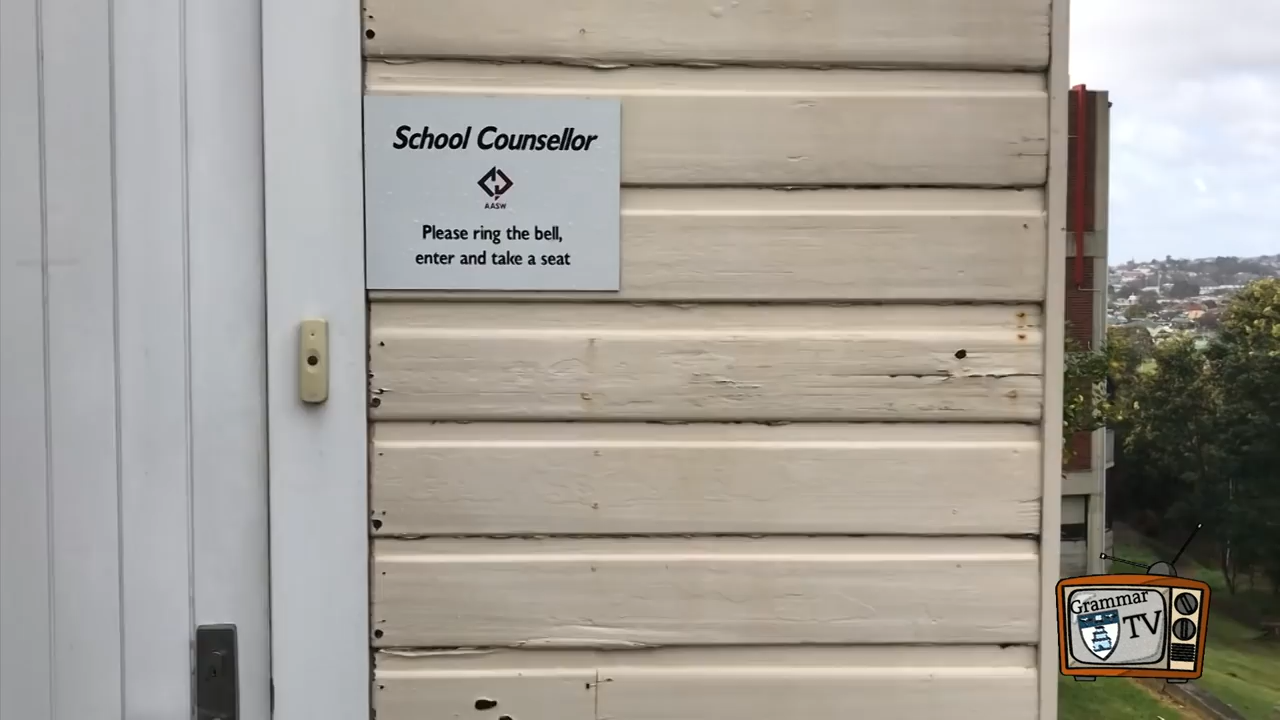 School Counsellor
AASW
Please ring the bell,
enter and take a seat
Grammar
TV